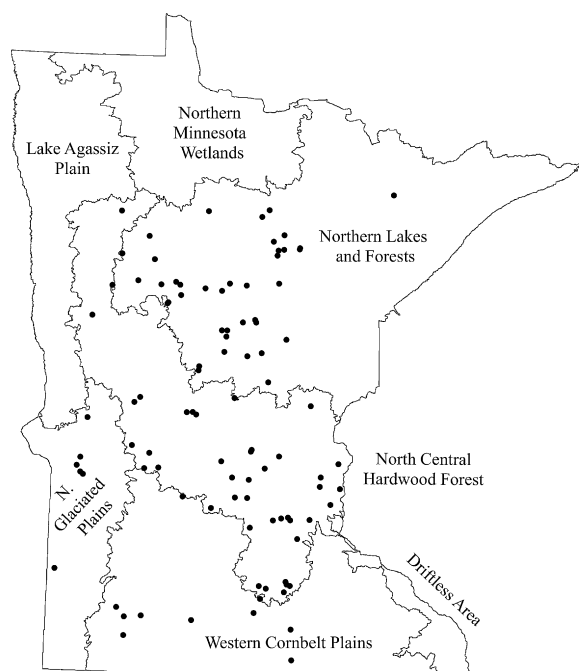 Northern
Minnesota
Wetlands
Lake Agassiz
Plain
Northern Lakes
and Forests
North Central
Hardwood Forest
N.
Glaciated
Plains
Driftless Area
Western Cornbelt Plains